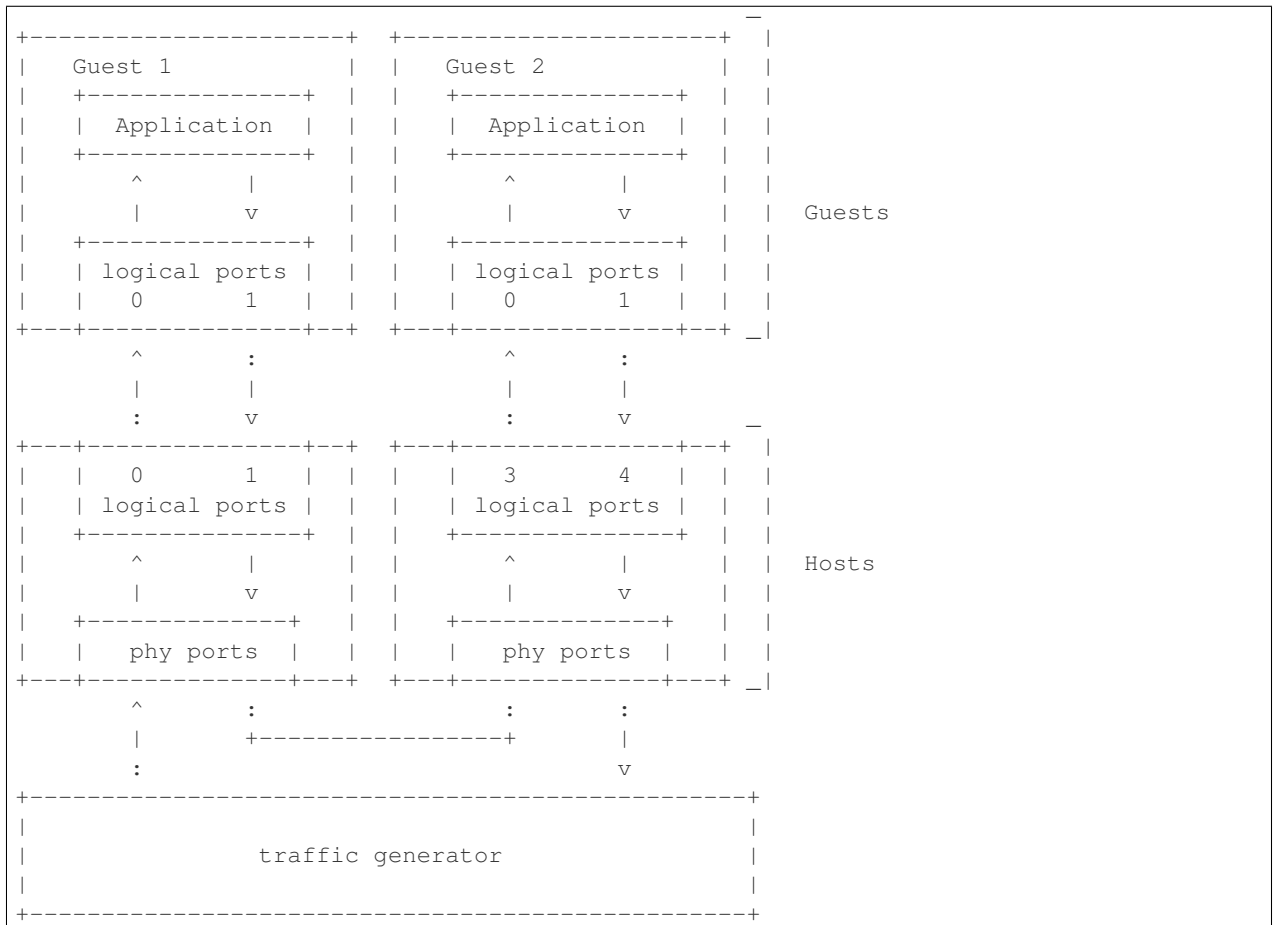 Guest 1 Guest 2
Application Application
Guests
logical ports logical ports
0 1 0 1
0 1 3 4
logical ports logical ports
Hosts
phy ports phy ports
traffic generator